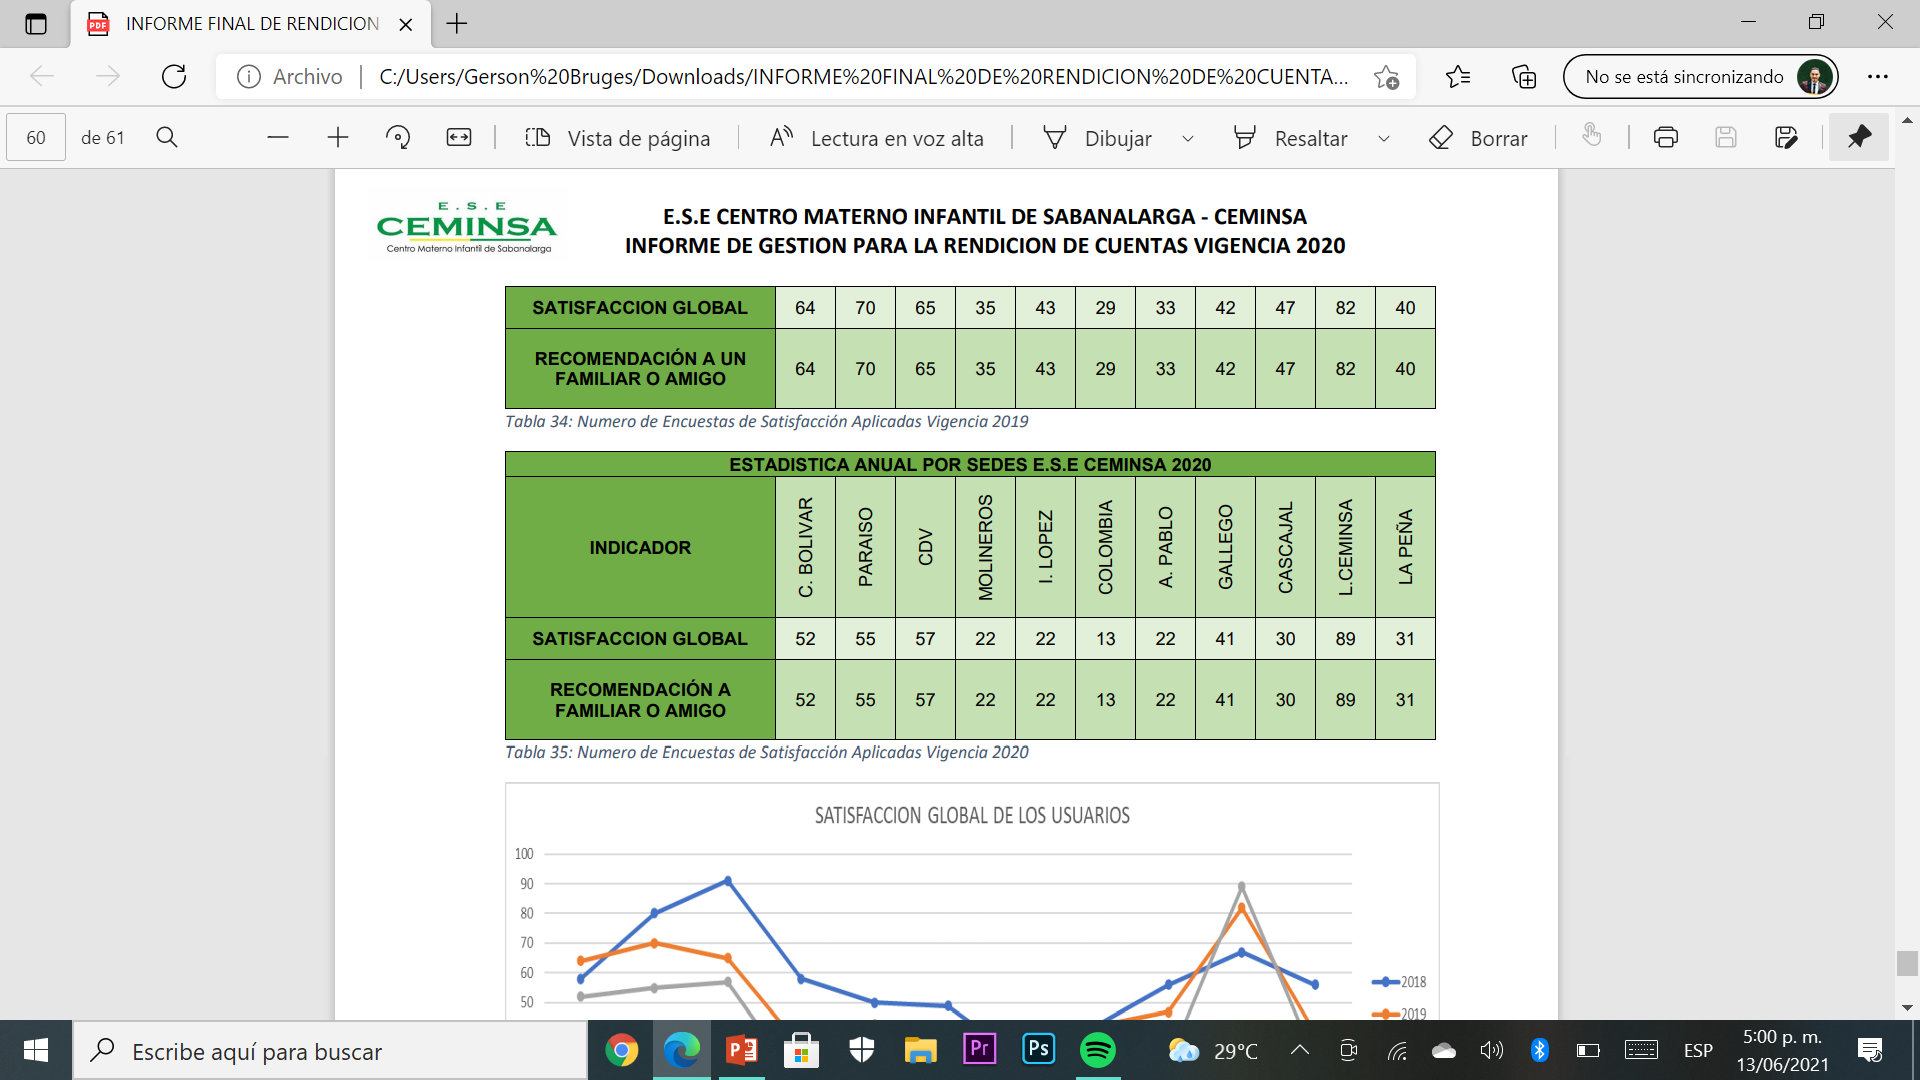 INFORME FINAL DE RENDICION
Archivo
C:/Users/Gerson%20Bruges/Downloads/INFORME%20FINAL%20DE%20RENDICION%20DE%20CUENTA...
No se está sincronizando
60 de 61
Vista de página
Lectura en voz alta
Dibujar
Resaltar
Borrar
E . S . E
CEMINSA
Centro Materno Infantil de Sabanalarga
E.S.E CENTRO MATERNO INFANTIL DE SABANALARGA - CEMINSA
INFORME DE GESTION PARA LA RENDICION DE CUENTAS VIGENCIA 2020
SATISFACCION GLOBAL 64 70 65 35 43 29 33 42 47 82 40
RECOMENDACIÓN A UN
FAMILIAR O AMIGO 64 70 65 35 43 29 33 42 47 82 40
Tabla 34: Numero de Encuestas de Satisfacción Aplicadas Vigencia 2019
ESTADISTICA ANUAL POR SEDES E.S.E CEMINSA 2020
INDICADOR C. BOLIVAR PARAISO CDV MOLINEROS I. LOPEZ COLOMBIA A. PABLO GALLEGO CASCAJAL L.CEMINSA LA PEÑA
SATISFACCION GLOBAL 52 55 57 22 22 13 22 41 30 89 31
RECOMENDACIÓN A
FAMILIAR O AMIGO 52 55 57 22 22 13 22 41 30 89 31
Tabla 35: Numero de Encuestas de Satisfacción Aplicadas Vigencia 2020
SATISFACCION GLOBAL DE LOS USUARIOS
100
90
80
70
60
50
2018
2019
Escribe aquí para buscar
Pr
Ps
29°C
ESP
5:00 p. m.
13/06/2021